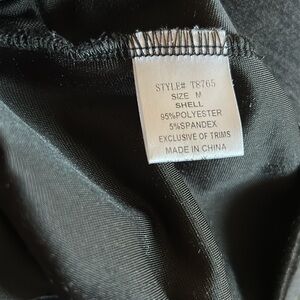 STYLE# T8765
SIZE M
SHELL
95%POLYESTER
5%SPANDEX
EXCLUSIVE OF TRIMS
MADE IN CHINA